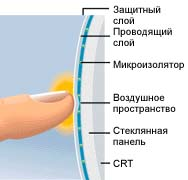 Защитный
слой
Проводящий
слой
Микроизолятор
Воздушное
пространство
Стеклянная
панель
CRT